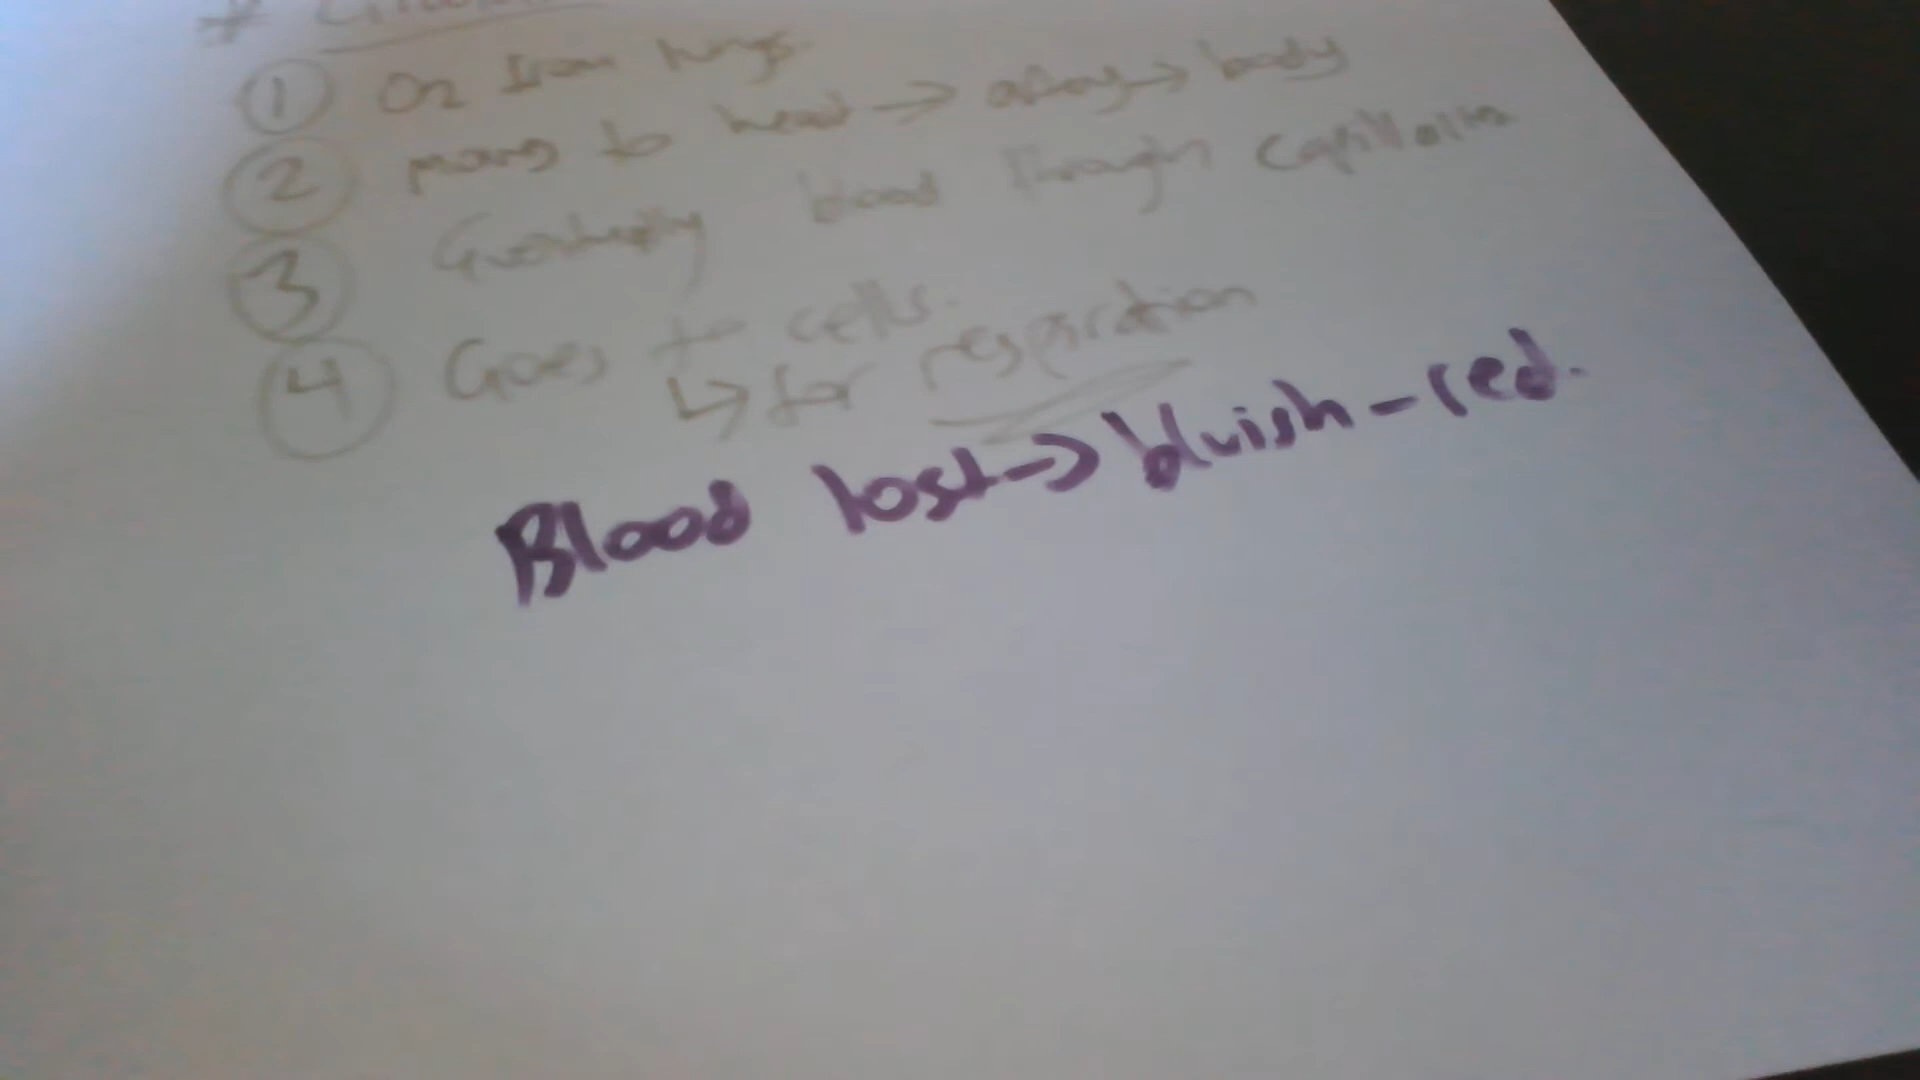 ① O2 from lungs.
② moves to heart → artery → body
③ Gradually blood through capillaries
④ Goes to cells.
↳ for respiration
Blood lost → bluish-red.